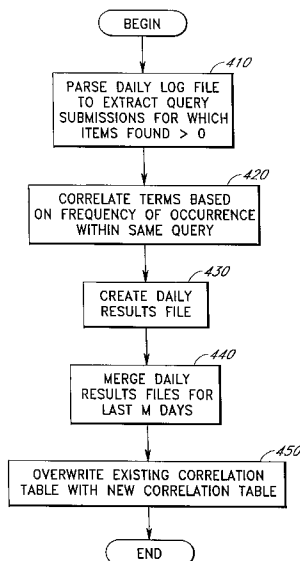 BEGIN
410
PARSE DAILY LOG FILE
TO EXTRACT QUERY
SUBMISSIONS FOR WHICH
ITEMS FOUND > 0
420
CORRELATE TERMS BASED
ON FREQUENCY OF OCCURRENCE
WITHIN SAME QUERY
430
CREATE DAILY
RESULTS FILE
440
MERGE DAILY
RESULTS FILES FOR
LAST M DAYS
450
OVERWRITE EXISTING CORRELATION
TABLE WITH NEW CORRELATION TABLE
END